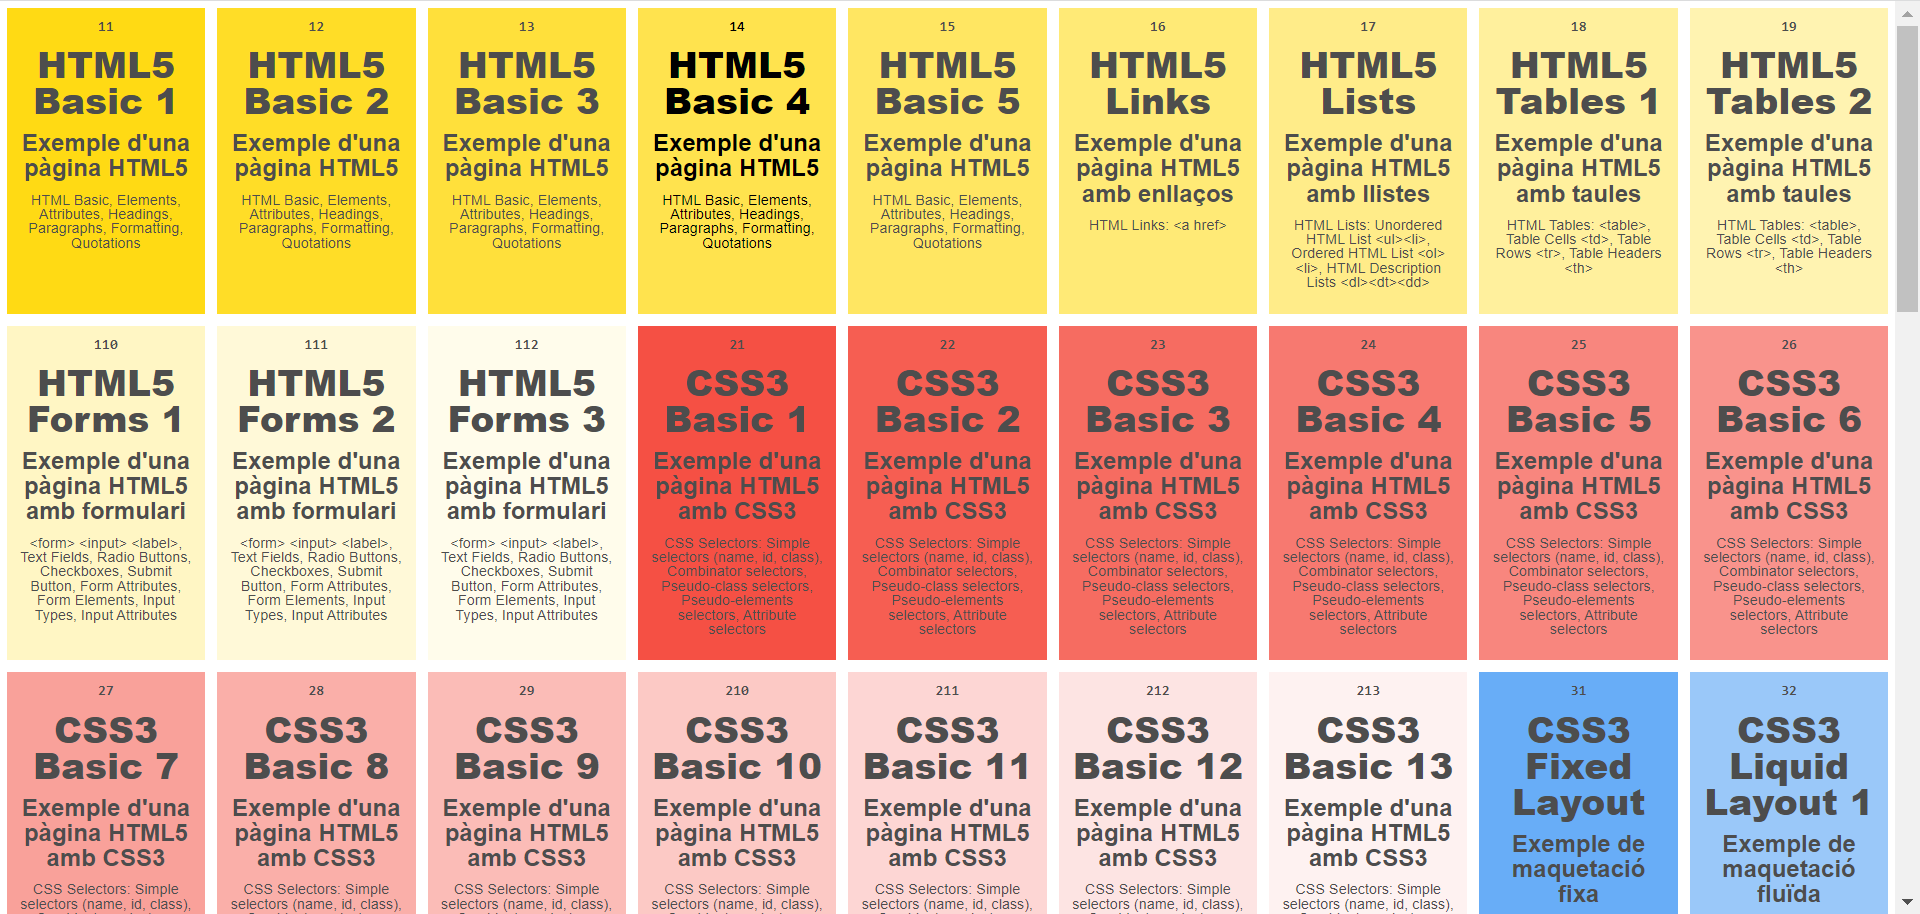 11
HTML5
Basic 1
Exemple d'una
pàgina HTML5
HTML Basic, Elements,
Attributes, Headings,
Paragraphs, Formatting,
Quotations
12
HTML5
Basic 2
Exemple d'una
pàgina HTML5
HTML Basic, Elements,
Attributes, Headings,
Paragraphs, Formatting,
Quotations
13
HTML5
Basic 3
Exemple d'una
pàgina HTML5
HTML Basic, Elements,
Attributes, Headings,
Paragraphs, Formatting,
Quotations
14
HTML5
Basic 4
Exemple d'una
pàgina HTML5
HTML Basic, Elements,
Attributes, Headings,
Paragraphs, Formatting,
Quotations
15
HTML5
Basic 5
Exemple d'una
pàgina HTML5
HTML Basic, Elements,
Attributes, Headings,
Paragraphs, Formatting,
Quotations
16
HTML5
Links
Exemple d'una
pàgina HTML5
amb enllaços
HTML Links: <a href>
17
HTML5
Lists
Exemple d'una
pàgina HTML5
amb llistes
HTML Lists: Unordered
HTML List <ul><li>,
Ordered HTML List <ol>
<li>, HTML Description
Lists <dl><dt><dd>
18
HTML5
Tables 1
Exemple d'una
pàgina HTML5
amb taules
HTML Tables: <table>,
Table Cells <td>, Table
Rows <tr>, Table Headers
<th>
19
HTML5
Tables 2
Exemple d'una
pàgina HTML5
amb taules
HTML Tables: <table>,
Table Cells <td>, Table
Rows <tr>, Table Headers
<th>
110
HTML5
Forms 1
Exemple d'una
pàgina HTML5
amb formulari
<form> <input> <label>,
Text Fields, Radio Buttons,
Checkboxes, Submit
Button, Form Attributes,
Form Elements, Input
Types, Input Attributes
111
HTML5
Forms 2
Exemple d'una
pàgina HTML5
amb formulari
<form> <input> <label>,
Text Fields, Radio Buttons,
Checkboxes, Submit
Button, Form Attributes,
Form Elements, Input
Types, Input Attributes
112
HTML5
Forms 3
Exemple d'una
pàgina HTML5
amb formulari
<form> <input> <label>,
Text Fields, Radio Buttons,
Checkboxes, Submit
Button, Form Attributes,
Form Elements, Input
Types, Input Attributes
21
CSS3
Basic 1
Exemple d'una
pàgina HTML5
amb CSS3
CSS Selectors: Simple
selectors (name, id, class),
Combinator selectors,
Pseudo-class selectors,
Pseudo-elements
selectors, Attribute
selectors
22
CSS3
Basic 2
Exemple d'una
pàgina HTML5
amb CSS3
CSS Selectors: Simple
selectors (name, id, class),
Combinator selectors,
Pseudo-class selectors,
Pseudo-elements
selectors, Attribute
selectors
23
CSS3
Basic 3
Exemple d'una
pàgina HTML5
amb CSS3
CSS Selectors: Simple
selectors (name, id, class),
Combinator selectors,
Pseudo-class selectors,
Pseudo-elements
selectors, Attribute
selectors
24
CSS3
Basic 4
Exemple d'una
pàgina HTML5
amb CSS3
CSS Selectors: Simple
selectors (name, id, class),
Combinator selectors,
Pseudo-class selectors,
Pseudo-elements
selectors, Attribute
selectors
25
CSS3
Basic 5
Exemple d'una
pàgina HTML5
amb CSS3
CSS Selectors: Simple
selectors (name, id, class),
Combinator selectors,
Pseudo-class selectors,
Pseudo-elements
selectors, Attribute
selectors
26
CSS3
Basic 6
Exemple d'una
pàgina HTML5
amb CSS3
CSS Selectors: Simple
selectors (name, id, class),
Combinator selectors,
Pseudo-class selectors,
Pseudo-elements
selectors, Attribute
selectors
27
CSS3
Basic 7
Exemple d'una
pàgina HTML5
amb CSS3
CSS Selectors: Simple
selectors (name, id, class),
28
CSS3
Basic 8
Exemple d'una
pàgina HTML5
amb CSS3
CSS Selectors: Simple
selectors (name, id, class),
29
CSS3
Basic 9
Exemple d'una
pàgina HTML5
amb CSS3
CSS Selectors: Simple
selectors (name, id, class),
210
CSS3
Basic 10
Exemple d'una
pàgina HTML5
amb CSS3
CSS Selectors: Simple
selectors (name, id, class),
211
CSS3
Basic 11
Exemple d'una
pàgina HTML5
amb CSS3
CSS Selectors: Simple
selectors (name, id, class),
212
CSS3
Basic 12
Exemple d'una
pàgina HTML5
amb CSS3
CSS Selectors: Simple
selectors (name, id, class),
213
CSS3
Basic 13
Exemple d'una
pàgina HTML5
amb CSS3
CSS Selectors: Simple
selectors (name, id, class),
31
CSS3
Fixed
Layout
Exemple de
maquetació
fixa
32
CSS3
Liquid
Layout 1
Exemple de
maquetació
fluïda